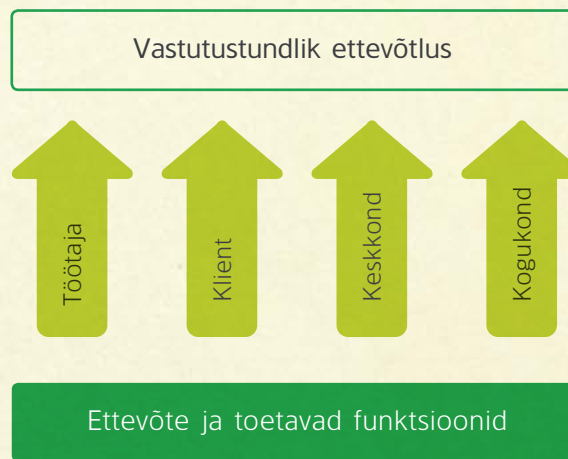 Vastutustundlik ettevõtlus
Töötaja
Klient
Keskkond
Kogukond
Ettevõte ja toetavad funktsioonid